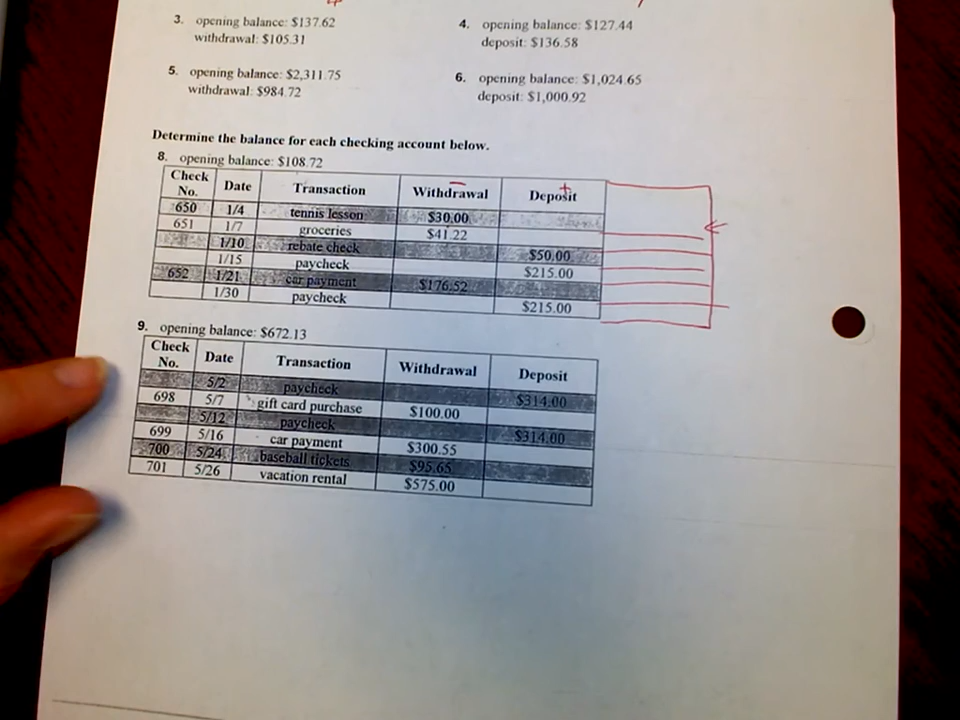 3. opening balance: $137.62
withdrawal: $105.31
4. opening balance: $127.44
deposit: $136.58
5. opening balance: $2,311.75
withdrawal: $984.72
6. opening balance: $1,024.65
deposit: $1,000.92
Determine the balance for each checking account below.
8. opening balance: $108.72
Check No. Date Transaction Withdrawal Deposit
− +
650 1/4 tennis lesson $30.00
651 1/7 groceries $41.22
1/10 rebate check $50.00
1/15 paycheck $215.00
652 1/21 car payment $176.52
1/30 paycheck $215.00
9. opening balance: $672.13
Check No. Date Transaction Withdrawal Deposit
5/2 paycheck $314.00
698 5/7 gift card purchase $100.00
5/12 paycheck $314.00
699 5/16 car payment $300.55
700 5/24 baseball tickets $95.65
701 5/26 vacation rental $575.00